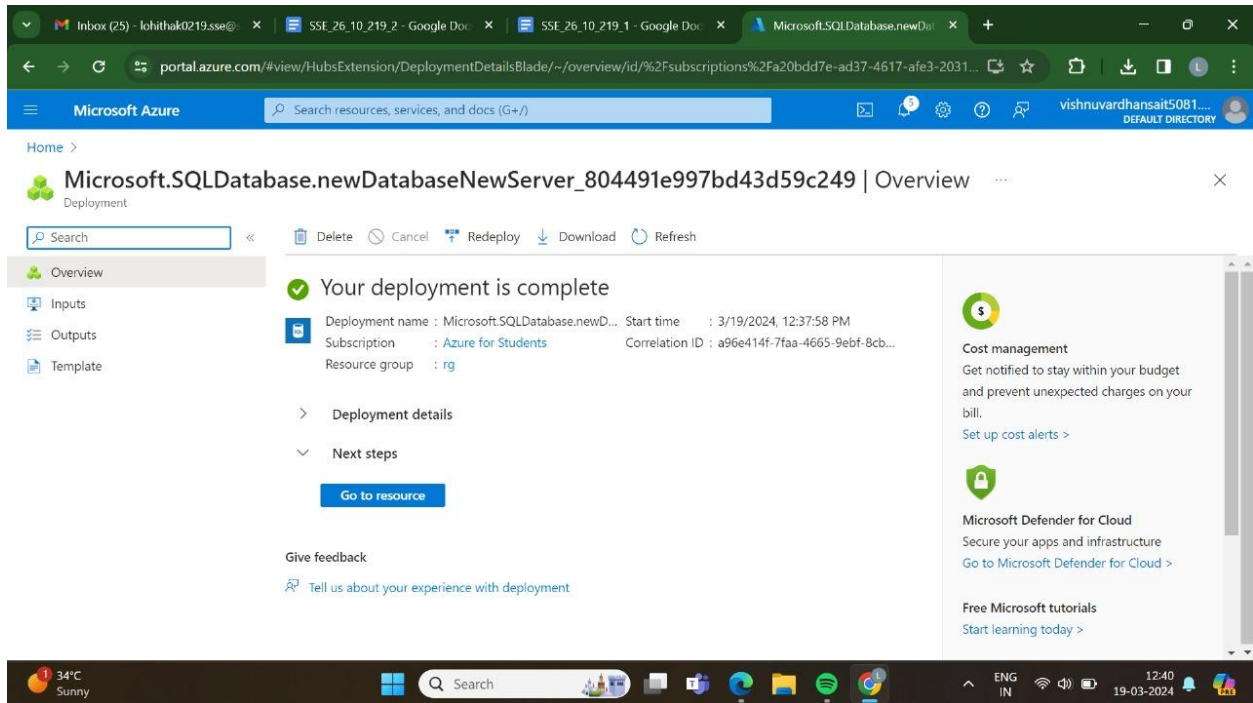 Inbox (25) - lohithak0219.sse@s
SSE_26_10_219_2 - Google Doc
SSE_26_10_219_1 - Google Doc
Microsoft.SQLDatabase.newDat
portal.azure.com/#view/HubsExtension/DeploymentDetailsBlade/~/overview/id/%2Fsubscriptions%2Fa20bdd7e-ad37-4617-afe3-2031...
L
Microsoft Azure
Search resources, services, and docs (G+/)
5
vishnuvardhansait5081....
DEFAULT DIRECTORY
Home >
Microsoft.SQLDatabase.newDatabaseNewServer_804491e997bd43d59c249 | Overview ...
Deployment
Search
«
Delete Cancel Redeploy Download Refresh
Overview
Inputs
Outputs
Template
Your deployment is complete
Deployment name : Microsoft.SQLDatabase.newD... Start time : 3/19/2024, 12:37:58 PM
Subscription : Azure for Students Correlation ID : a96e414f-7faa-4665-9ebf-8cb...
Resource group : rg
Deployment details
Next steps
Go to resource
Give feedback
Tell us about your experience with deployment
$
Cost management
Get notified to stay within your budget
and prevent unexpected charges on your
bill.
Set up cost alerts >
Microsoft Defender for Cloud
Secure your apps and infrastructure
Go to Microsoft Defender for Cloud >
Free Microsoft tutorials
Start learning today >
1
34°C
Sunny
Search
ENG
IN
12:40
19-03-2024
PRE